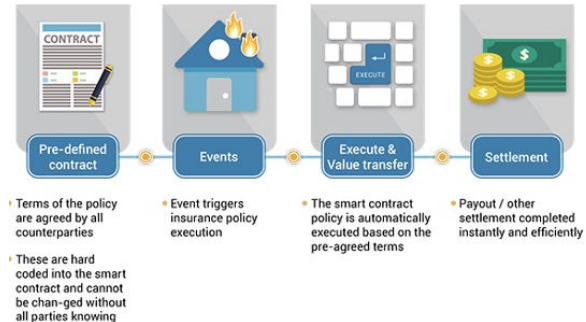 CONTRACT
EXECUTE
$
$
$
$
Pre-defined
contract
Events
Execute &
Value transfer
Settlement
Terms of the policy
are agreed by all
counterparties
These are hard
coded into the smart
contract and cannot
be chan-ged without
all parties knowing
Event triggers
insurance policy
execution
The smart contract
policy is automatically
executed based on the
pre-agreed terms
Payout / other
settlement completed
instantly and efficiently